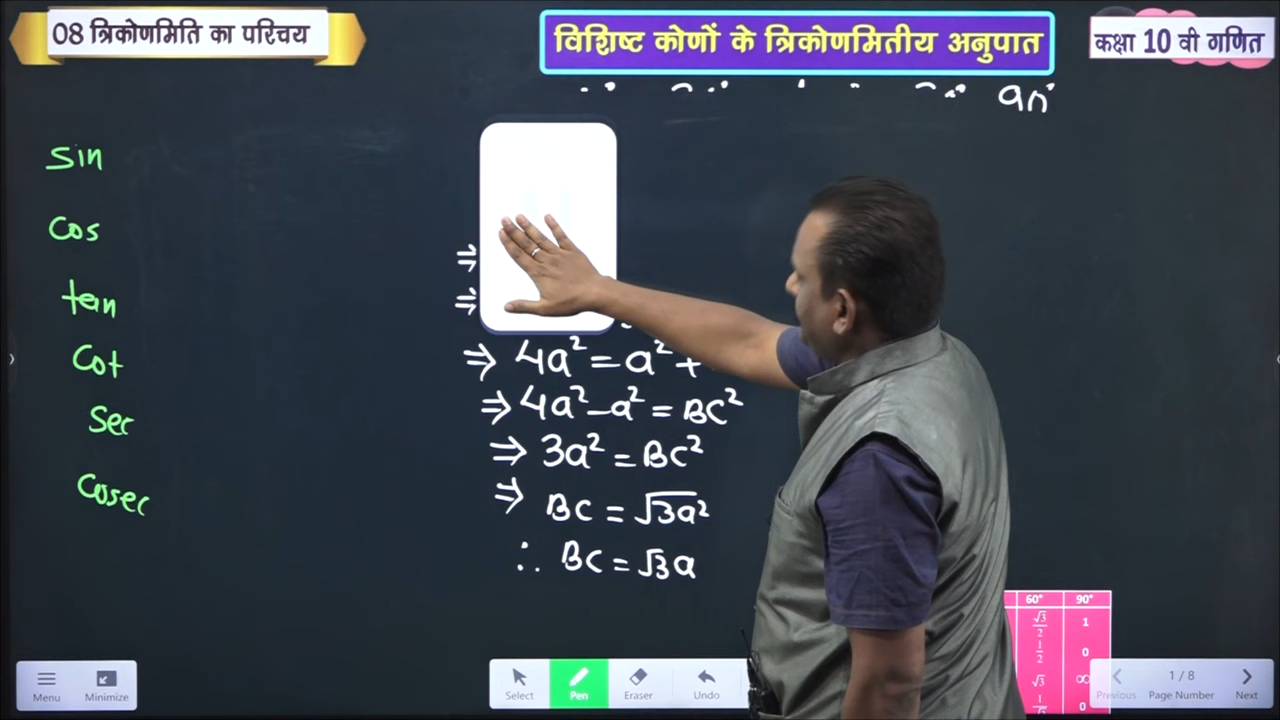 08 त्रिकोणमिति का परिचय
विशिष्ट कोणों के त्रिकोणमितीय अनुपात
कक्षा 10 वी गणित
sin
cos
tan
cot
sec
cosec
⇒
⇒
⇒ 4a² = a² +
⇒ 4a² - a² = BC²
⇒ 3a² = BC²
⇒ BC = √3a²
∴ BC = √3a
60° 90°
√3/2 1
1/2 0
√3 ∞
0
Menu
Minimize
Select
Pen
Eraser
Undo
Previous
1 / 8
Page Number
Next